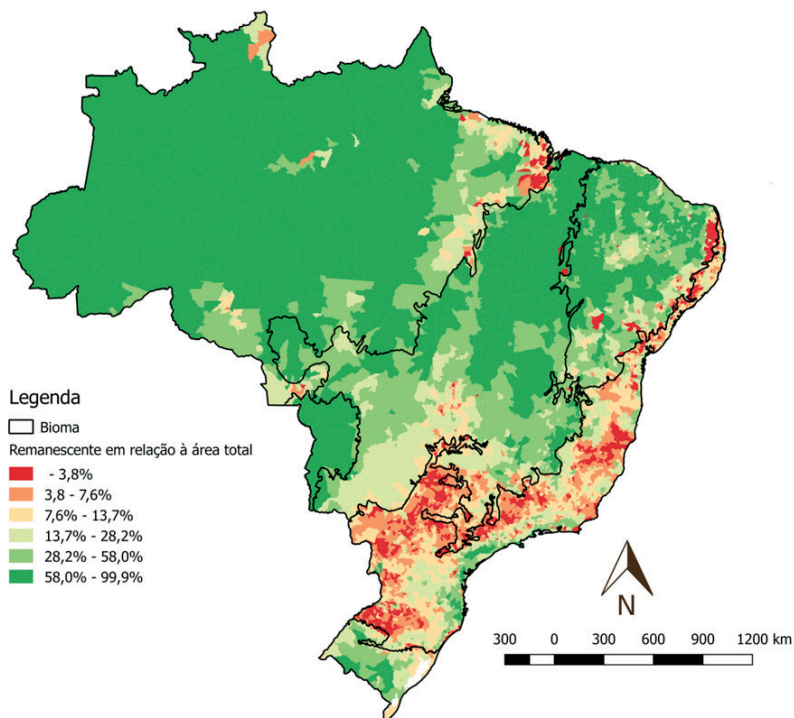 Legenda
Bioma
Remanescente em relação à área total
- 3,8%
3,8 - 7,6%
7,6% - 13,7%
13,7% - 28,2%
28,2% - 58,0%
58,0% - 99,9%
N
300 0 300 600 900 1200 km